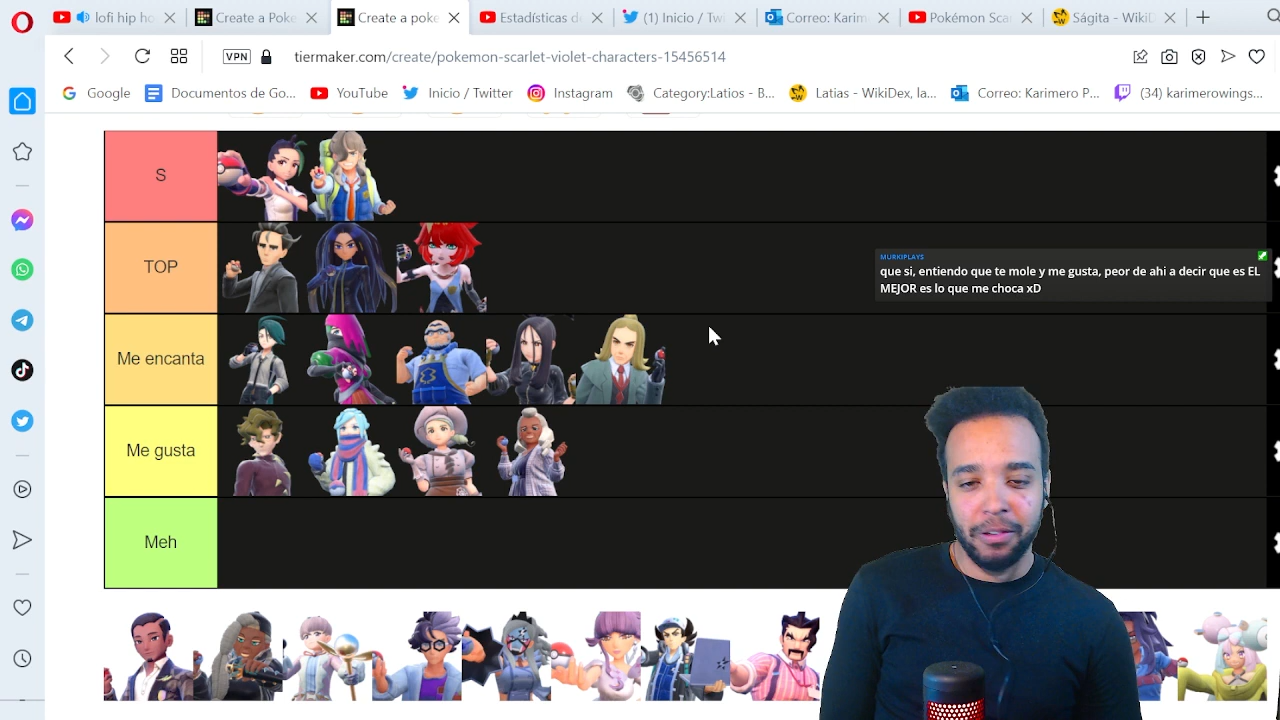 lofi hip ho
Create a Poke
Create a poke
Estadísticas d
(1) Inicio / Tw
Correo: Karim
Pokémon Sca
Ságita - WikiD
VPN
tiermaker.com/create/pokemon-scarlet-violet-characters-15456514
Google
Documentos de Go...
YouTube
Inicio / Twitter
Instagram
Category:Latios - B...
Latias - WikiDex, la...
Correo: Karimero P...
(34) karimerowings...
S
TOP
MURKIPLAYS
que si, entiendo que te mole y me gusta, peor de ahi a decir que es EL
MEJOR es lo que me choca xD
Me encanta
Me gusta
Meh